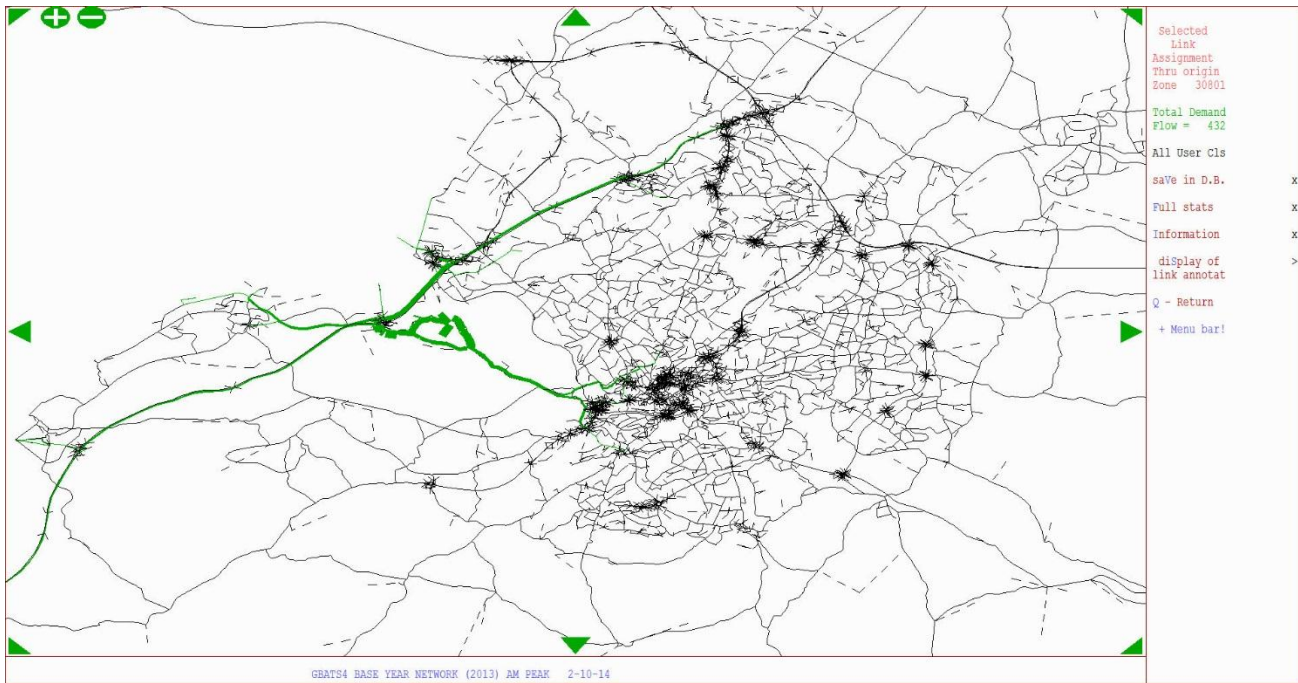 Selected
Link
Assignment
Thru origin
Zone 30801
Total Demand
Flow = 432
All User Cls
saVe in D.B. x
Full stats x
Information x
diSplay of >
link annotat
Q - Return
+ Menu bar!
GBATS4 BASE YEAR NETWORK (2013) AM PEAK 2-10-14